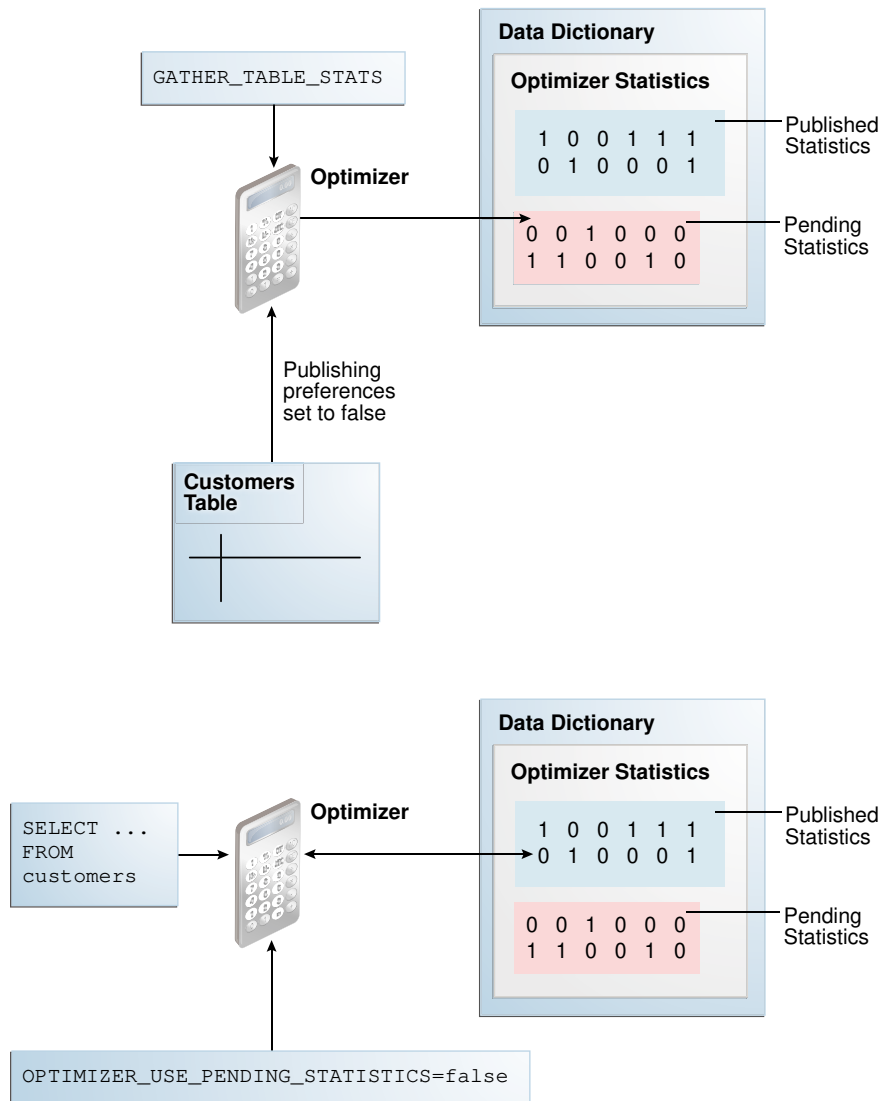 Data Dictionary
GATHER_TABLE_STATS
Optimizer Statistics
Published
Statistics
1 0 0 1 1 1
0 1 0 0 0 1
Optimizer
Pending
Statistics
0 0 1 0 0 0
1 1 0 0 1 0
Publishing
preferences
set to false
Customers
Table
Data Dictionary
Optimizer Statistics
Optimizer
Published
Statistics
1 0 0 1 1 1
0 1 0 0 0 1
SELECT ...
FROM
customers
Pending
Statistics
0 0 1 0 0 0
1 1 0 0 1 0
OPTIMIZER_USE_PENDING_STATISTICS=false